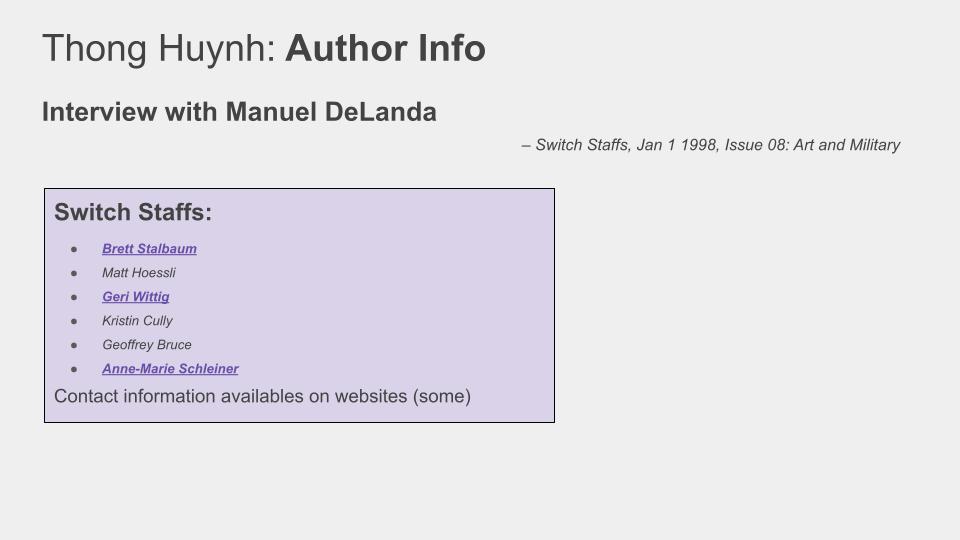 Thong Huynh: Author Info
Interview with Manuel DeLanda
– Switch Staffs, Jan 1 1998, Issue 08: Art and Military
Switch Staffs:
● Brett Stalbaum
● Matt Hoessli
● Geri Wittig
● Kristin Cully
● Geoffrey Bruce
● Anne-Marie Schleiner
Contact information availables on websites (some)